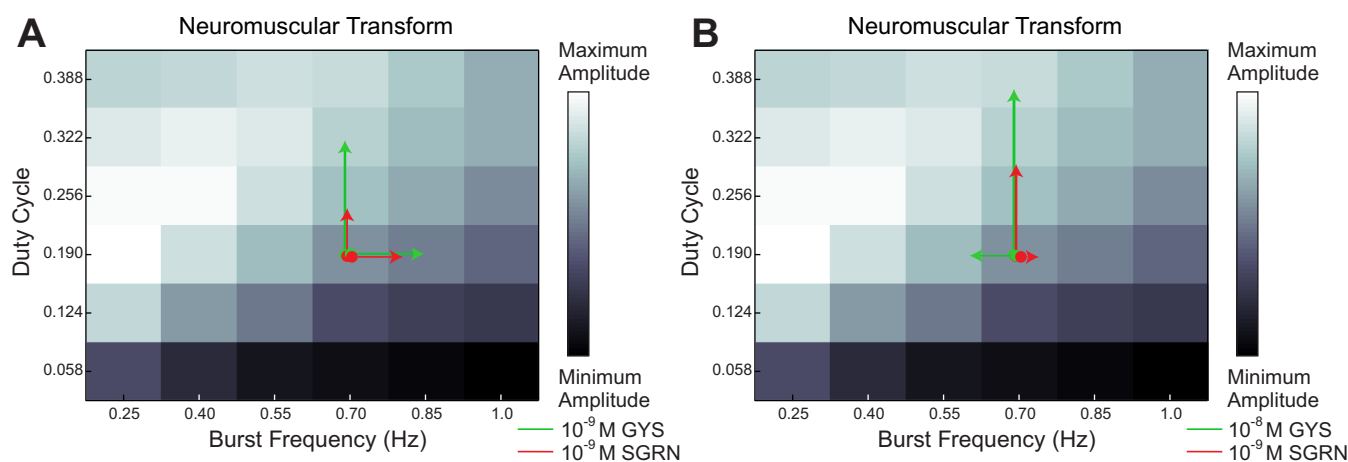 A
Neuromuscular Transform
Maximum
Amplitude
Duty Cycle
0.388
0.322
0.256
0.190
0.124
0.058
0.25 0.40 0.55 0.70 0.85 1.0
Burst Frequency (Hz)
Minimum
Amplitude
10⁻⁹ M GYS
10⁻⁹ M SGRN
B
Neuromuscular Transform
Maximum
Amplitude
Duty Cycle
0.388
0.322
0.256
0.190
0.124
0.058
0.25 0.40 0.55 0.70 0.85 1.0
Burst Frequency (Hz)
Minimum
Amplitude
10⁻⁸ M GYS
10⁻⁹ M SGRN